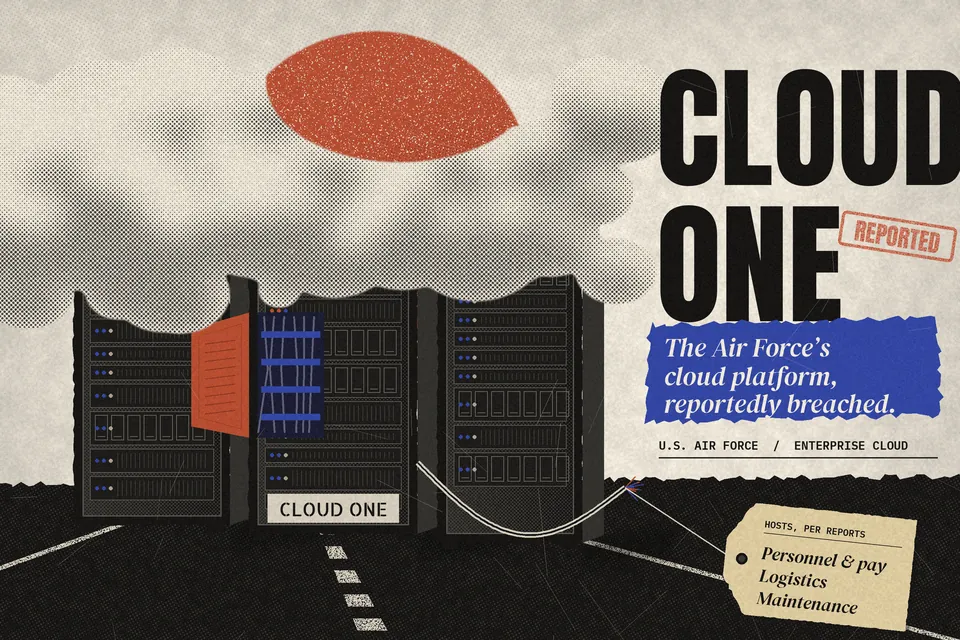 CLOUD
ONE
REPORTED
The Air Force's
cloud platform,
reportedly breached.
U.S. AIR FORCE / ENTERPRISE CLOUD
CLOUD ONE
HOSTS, PER REPORTS
Personnel & pay
Logistics
Maintenance